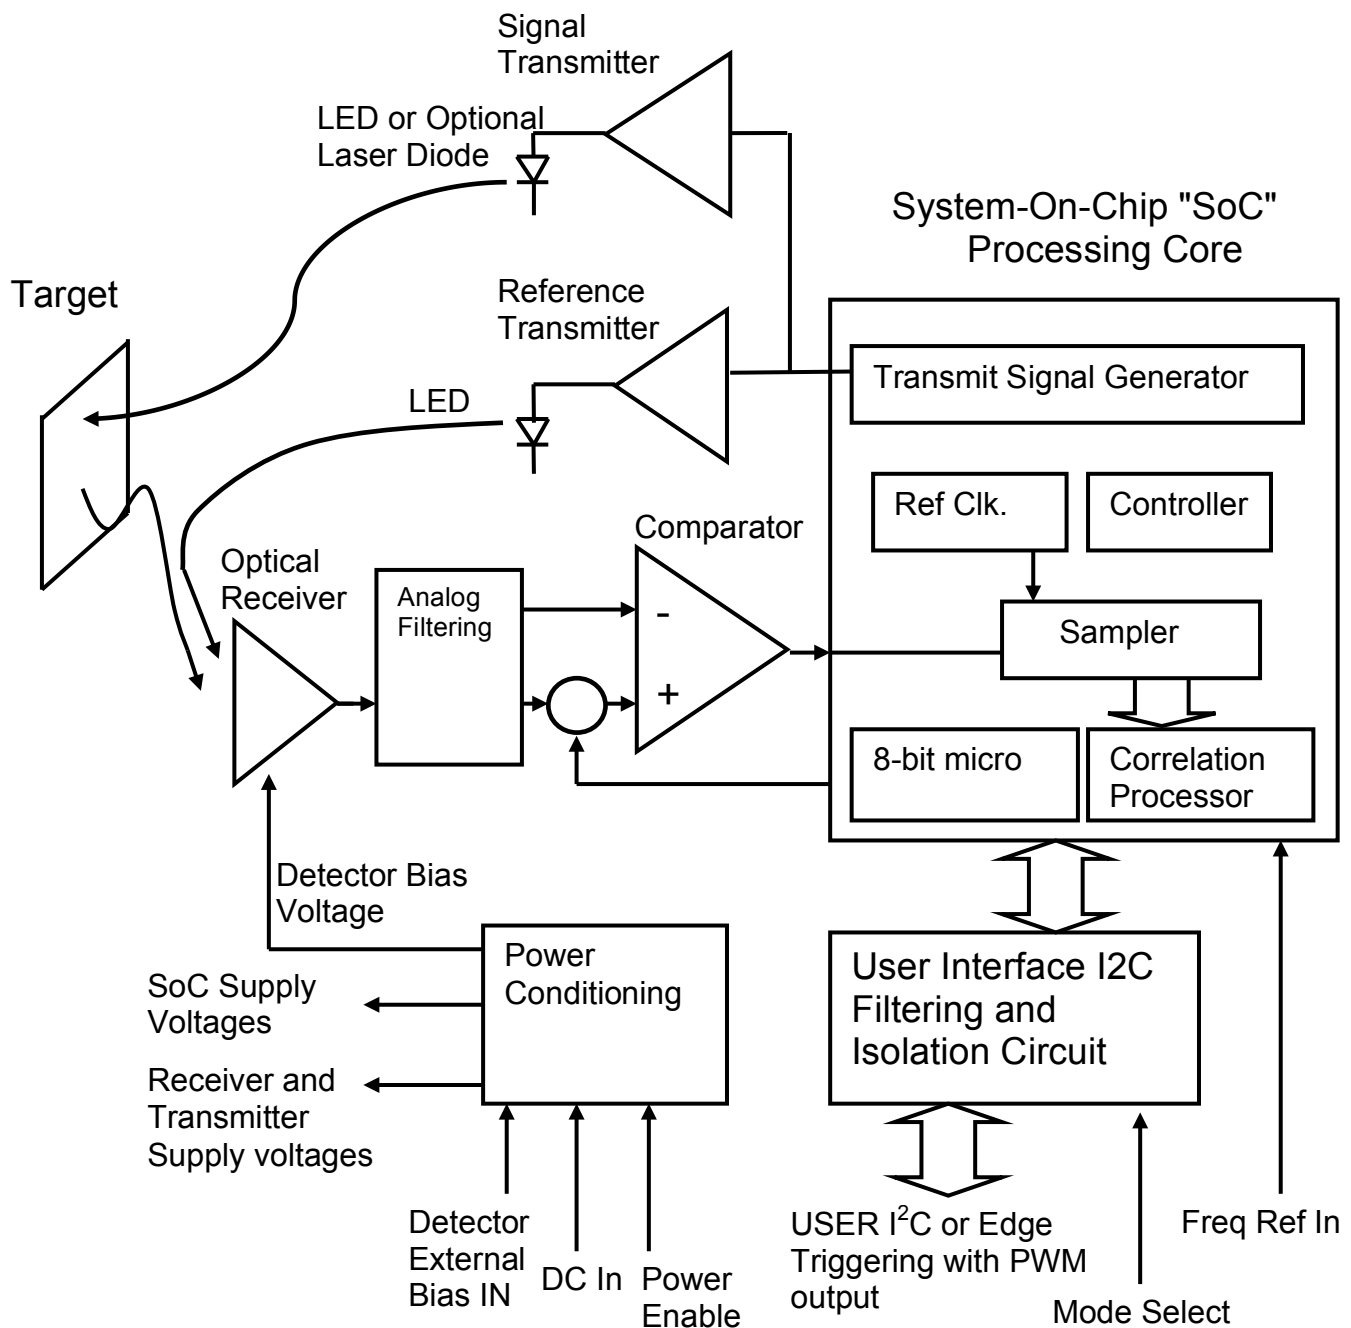 Signal
Transmitter
LED or Optional
Laser Diode
System-On-Chip "SoC"
Processing Core
Target
Reference
Transmitter
Transmit Signal Generator
LED
Ref Clk.
Controller
Comparator
Optical
Receiver
Analog
Filtering
-
+
Sampler
8-bit micro
Correlation
Processor
Detector Bias
Voltage
Power
Conditioning
SoC Supply
Voltages
Receiver and
Transmitter
Supply voltages
User Interface I2C
Filtering and
Isolation Circuit
Detector
External
Bias IN
DC In
Power
Enable
USER I²C or Edge
Triggering with PWM
output
Mode Select
Freq Ref In